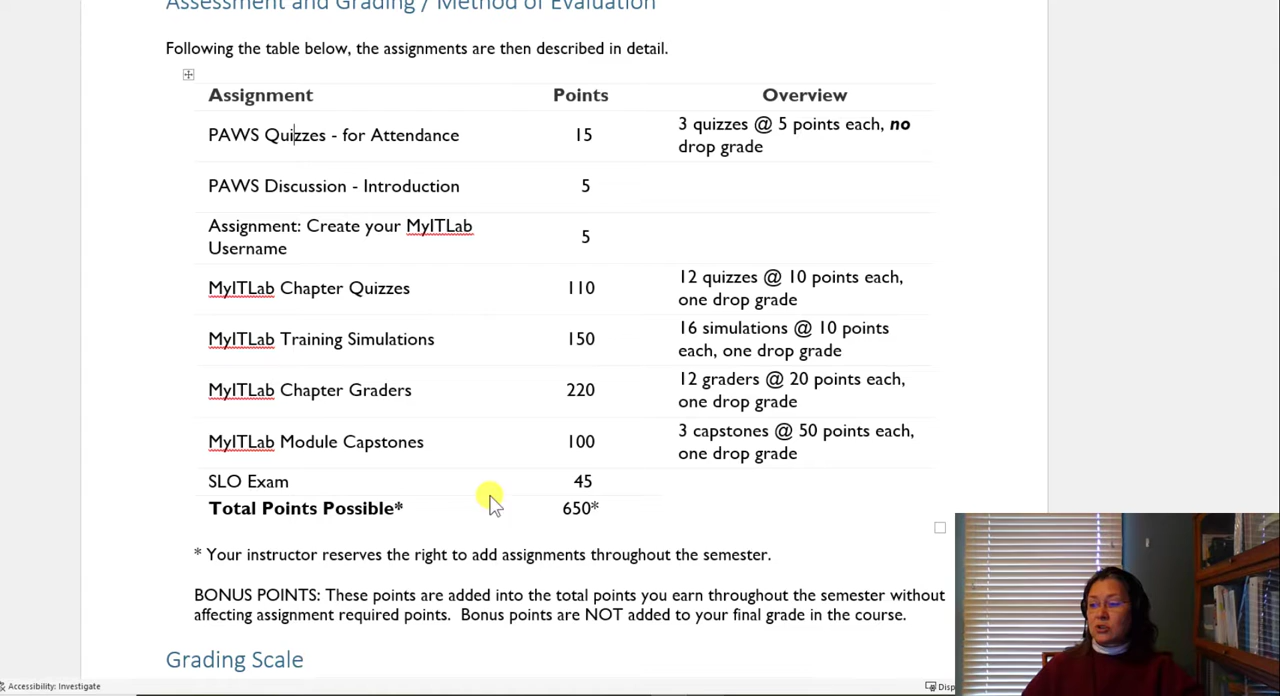 Assessment and Grading / Method of Evaluation
Following the table below, the assignments are then described in detail.
Assignment Points Overview
PAWS Quizzes - for Attendance 15 3 quizzes @ 5 points each, no
drop grade
PAWS Discussion - Introduction 5
Assignment: Create your MyITLab
Username 5
MyITLab Chapter Quizzes 110 12 quizzes @ 10 points each,
one drop grade
MyITLab Training Simulations 150 16 simulations @ 10 points
each, one drop grade
MyITLab Chapter Graders 220 12 graders @ 20 points each,
one drop grade
MyITLab Module Capstones 100 3 capstones @ 50 points each,
one drop grade
SLO Exam 45
Total Points Possible* 650*
* Your instructor reserves the right to add assignments throughout the semester.
BONUS POINTS: These points are added into the total points you earn throughout the semester without
affecting assignment required points. Bonus points are NOT added to your final grade in the course.
Grading Scale
Accessibility: Investigate
Disp